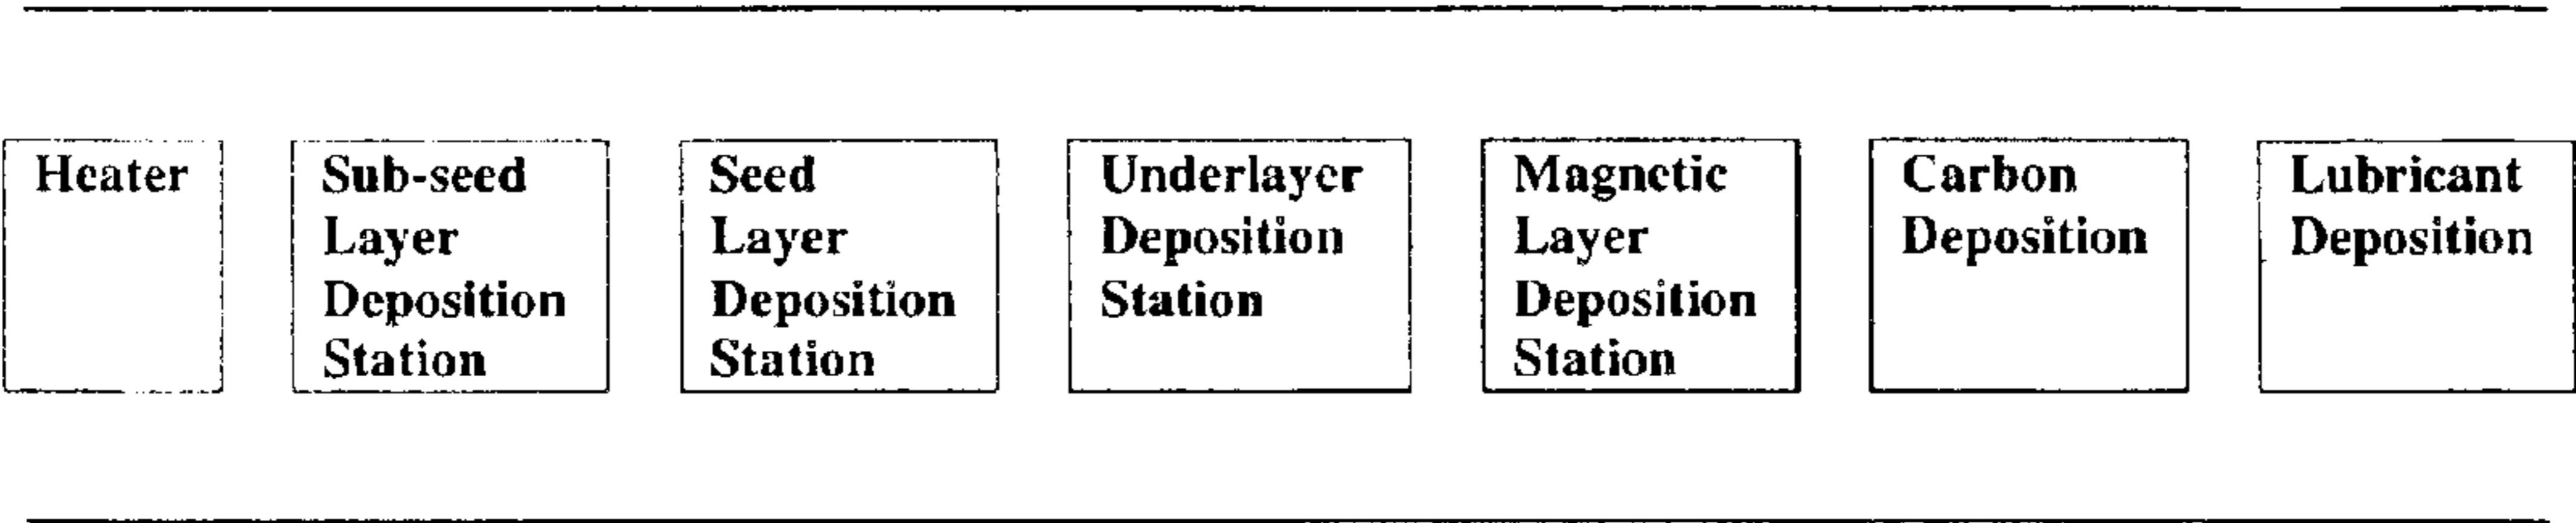 Heater
Sub-seed
Layer
Deposition
Station
Seed
Layer
Deposition
Station
Underlayer
Deposition
Station
Magnetic
Layer
Deposition
Station
Carbon
Deposition
Lubricant
Deposition